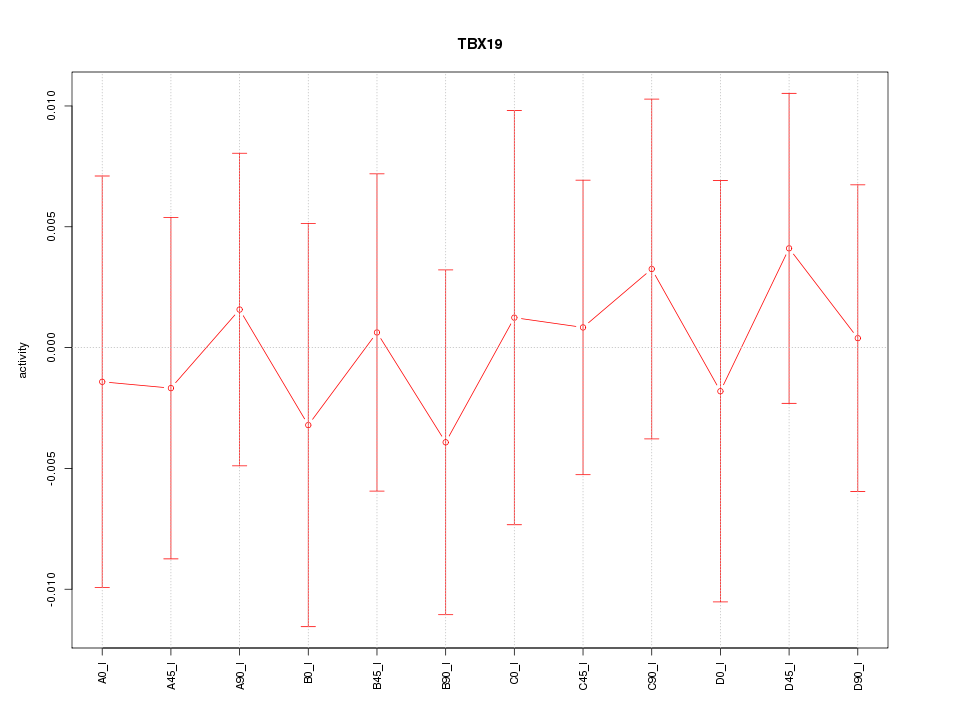 TBX19
activity
0.010
0.005
0.000
-0.005
-0.010
A0_I
A45_I
A90_I
B0_I
B45_I
B90_I
C0_I
C45_I
C90_I
D0_I
D45_I
D90_I